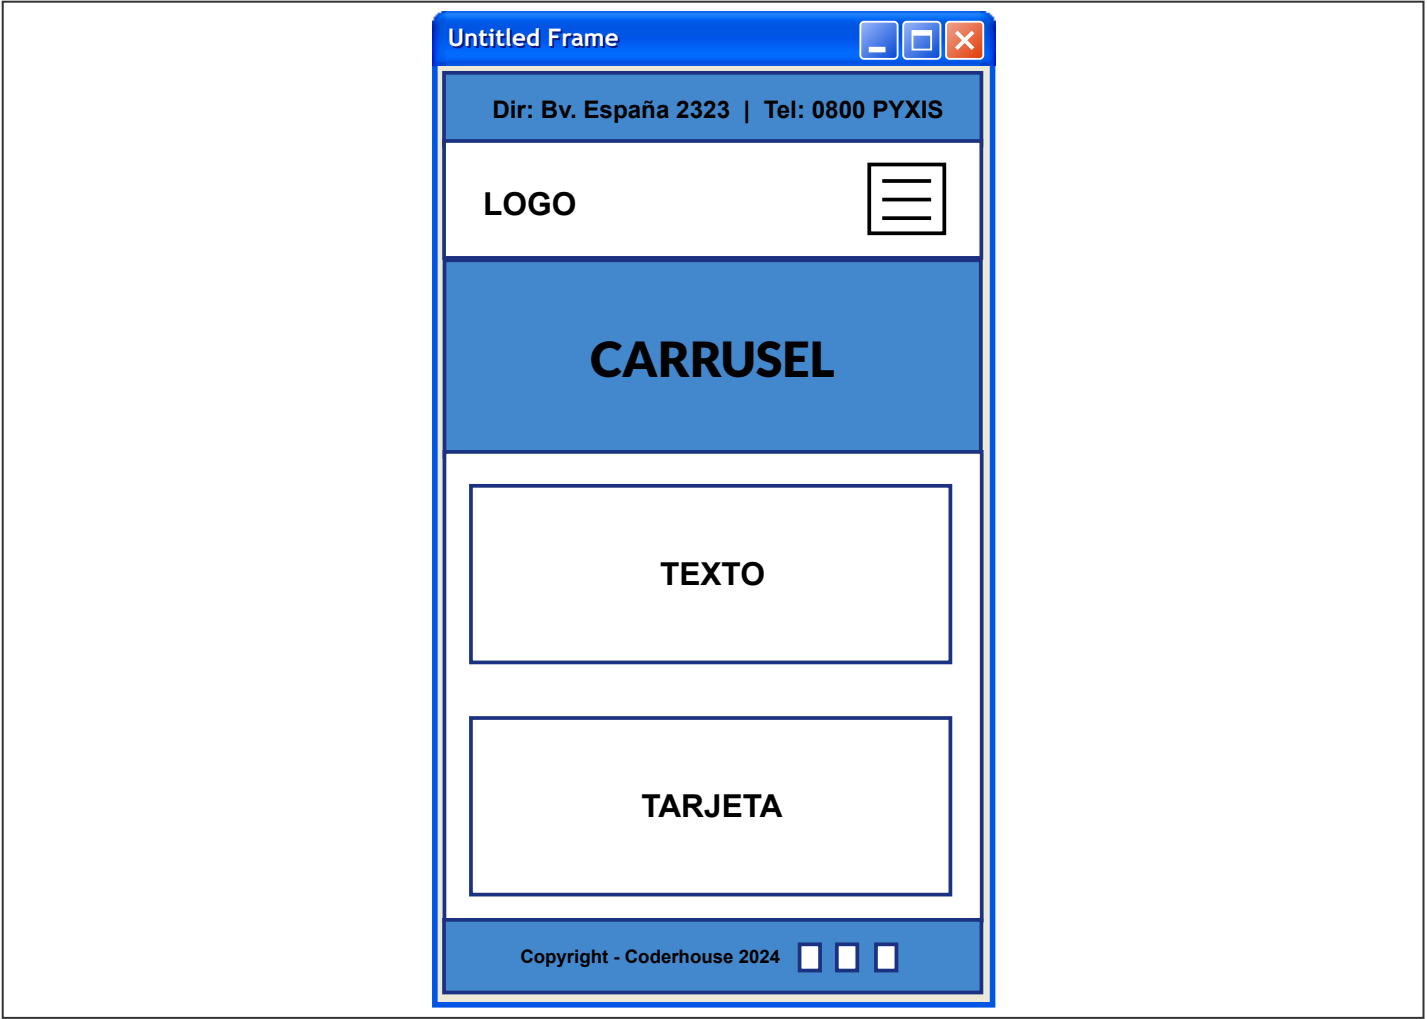 Untitled Frame
Dir: Bv. España 2323 | Tel: 0800 PYXIS
LOGO
CARRUSEL
TEXTO
TARJETA
Copyright - Coderhouse 2024